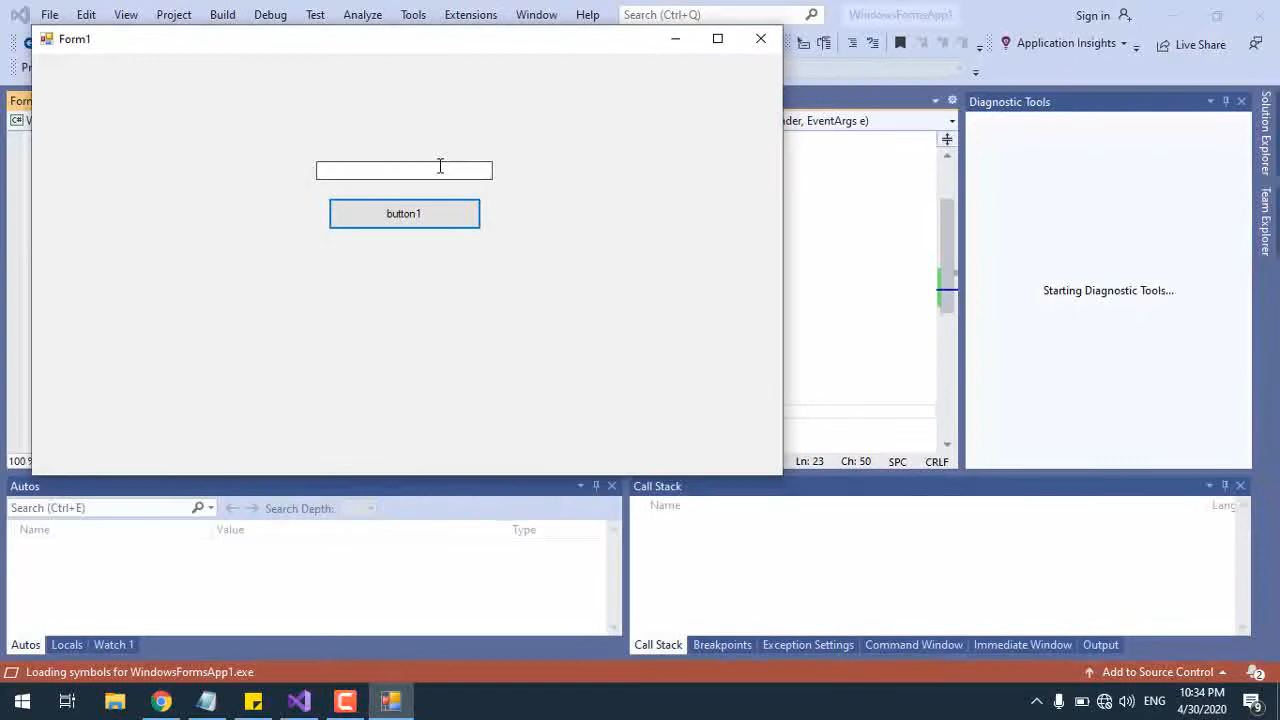 File Edit View Project Build Debug Test Analyze Tools Extensions Window Help Search (Ctrl+Q) WindowsFormsApp1 Sign in
Form1
Application Insights Live Share
Form
der, EventArgs e)
Diagnostic Tools
button1
Starting Diagnostic Tools...
Solution Explorer
Team Explorer
100 %
Ln: 23 Ch: 50 SPC CRLF
Autos
Search (Ctrl+E) Search Depth:
Name Value Type
Call Stack
Name Lang
Autos Locals Watch 1
Call Stack Breakpoints Exception Settings Command Window Immediate Window Output
Loading symbols for WindowsFormsApp1.exe
Add to Source Control 2
ENG
10:34 PM
4/30/2020
9